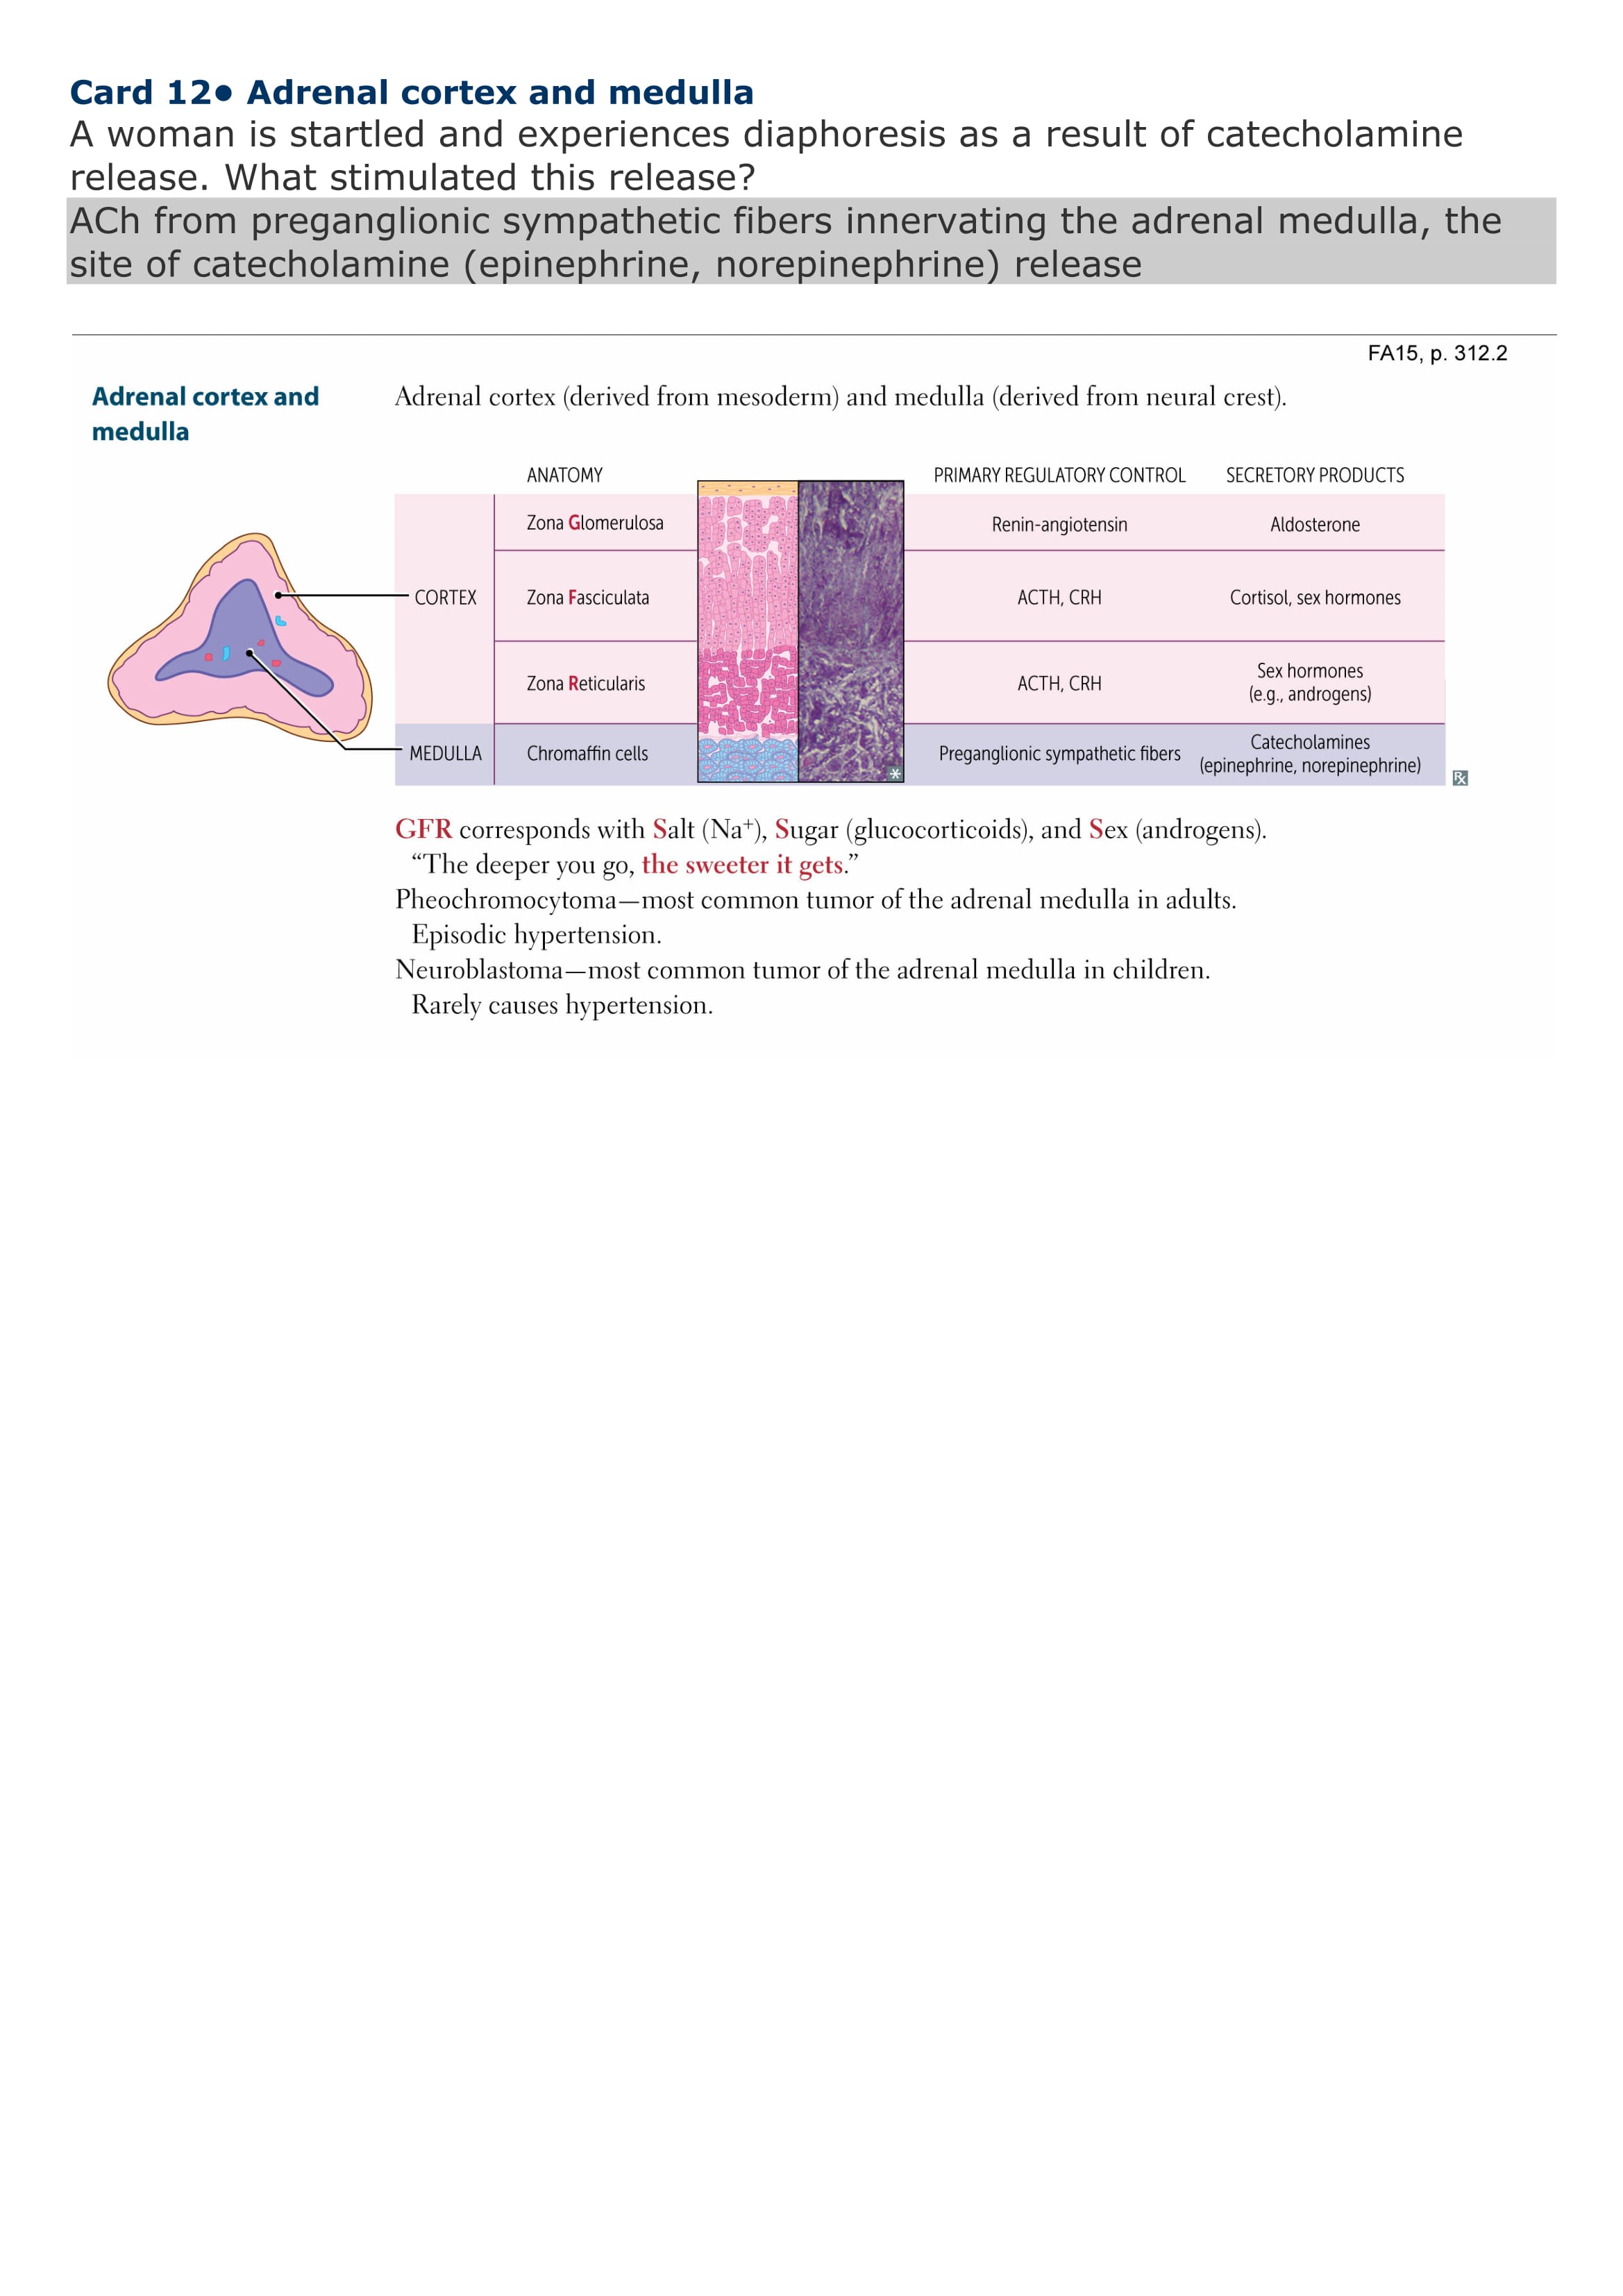 Card 12• Adrenal cortex and medulla
A woman is startled and experiences diaphoresis as a result of catecholamine
release. What stimulated this release?
ACh from preganglionic sympathetic fibers innervating the adrenal medulla, the
site of catecholamine (epinephrine, norepinephrine) release
FA15, p. 312.2
Adrenal cortex and
medulla
Adrenal cortex (derived from mesoderm) and medulla (derived from neural crest).
ANATOMY PRIMARY REGULATORY CONTROL SECRETORY PRODUCTS
CORTEX
Zona Glomerulosa Renin-angiotensin Aldosterone
Zona Fasciculata ACTH, CRH Cortisol, sex hormones
Zona Reticularis ACTH, CRH Sex hormones
(e.g., androgens)
MEDULLA Chromaffin cells Preganglionic sympathetic fibers Catecholamines
(epinephrine, norepinephrine)
*
Rx
GFR corresponds with Salt (Na⁺), Sugar (glucocorticoids), and Sex (androgens).
“The deeper you go, the sweeter it gets.”
Pheochromocytoma—most common tumor of the adrenal medulla in adults.
Episodic hypertension.
Neuroblastoma—most common tumor of the adrenal medulla in children.
Rarely causes hypertension.